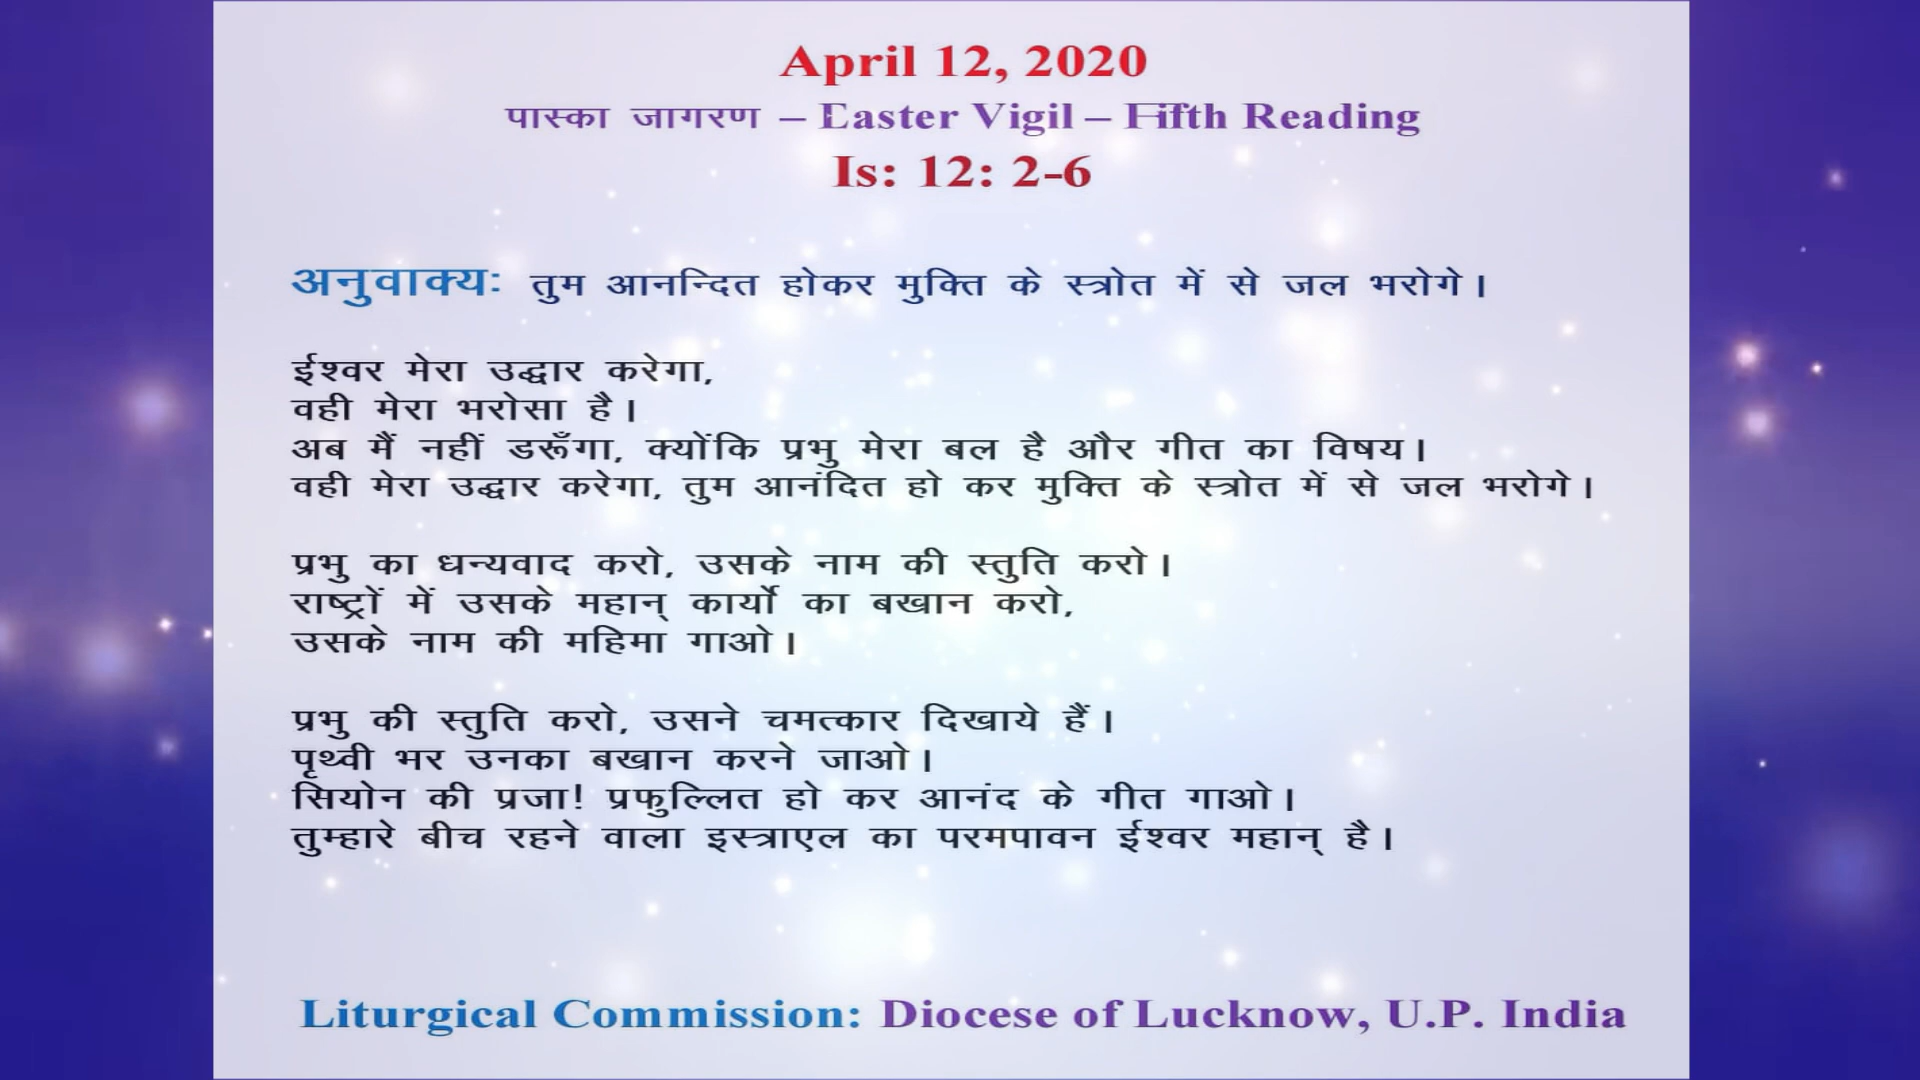 April 12, 2020
पास्का जागरण – Easter Vigil – Fifth Reading
Is: 12: 2-6
अनुवाक्यः तुम आनन्दित होकर मुक्ति के स्त्रोत में से जल भरोगे।
ईश्वर मेरा उद्धार करेगा,
वही मेरा भरोसा है।
अब मैं नहीं डरूँगा, क्योंकि प्रभु मेरा बल है और गीत का विषय।
वही मेरा उद्धार करेगा, तुम आनंदित हो कर मुक्ति के स्त्रोत में से जल भरोगे।
प्रभु का धन्यवाद करो, उसके नाम की स्तुति करो।
राष्ट्रों में उसके महान् कार्यो का बखान करो,
उसके नाम की महिमा गाओ।
प्रभु की स्तुति करो, उसने चमत्कार दिखाये हैं।
पृथ्वी भर उनका बखान करने जाओ।
सियोन की प्रजा! प्रफुल्लित हो कर आनंद के गीत गाओ।
तुम्हारे बीच रहने वाला इस्त्राएल का परमपावन ईश्वर महान् है।
Liturgical Commission: Diocese of Lucknow, U.P. India